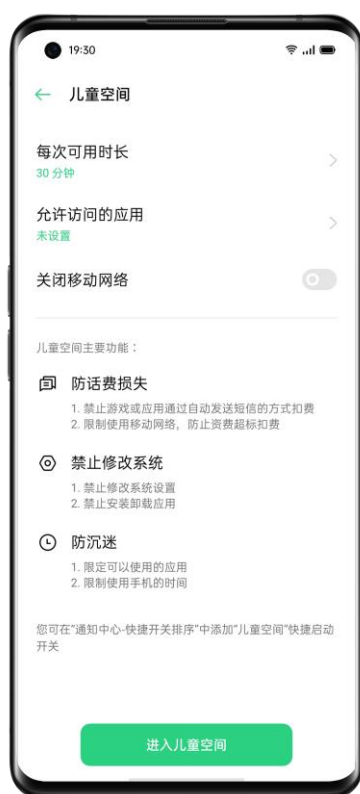 19:30
儿童空间
每次可用时长
30 分钟
允许访问的应用
未设置
关闭移动网络
儿童空间主要功能：
防话费损失
1. 禁止游戏或应用通过自动发送短信的方式扣费
2. 限制使用移动网络，防止资费超标扣费
禁止修改系统
1. 禁止修改系统设置
2. 禁止安装卸载应用
防沉迷
1. 限定可以使用的应用
2. 限制使用手机的时间
您可在"通知中心-快捷开关排序"中添加"儿童空间"快捷启动
开关
进入儿童空间